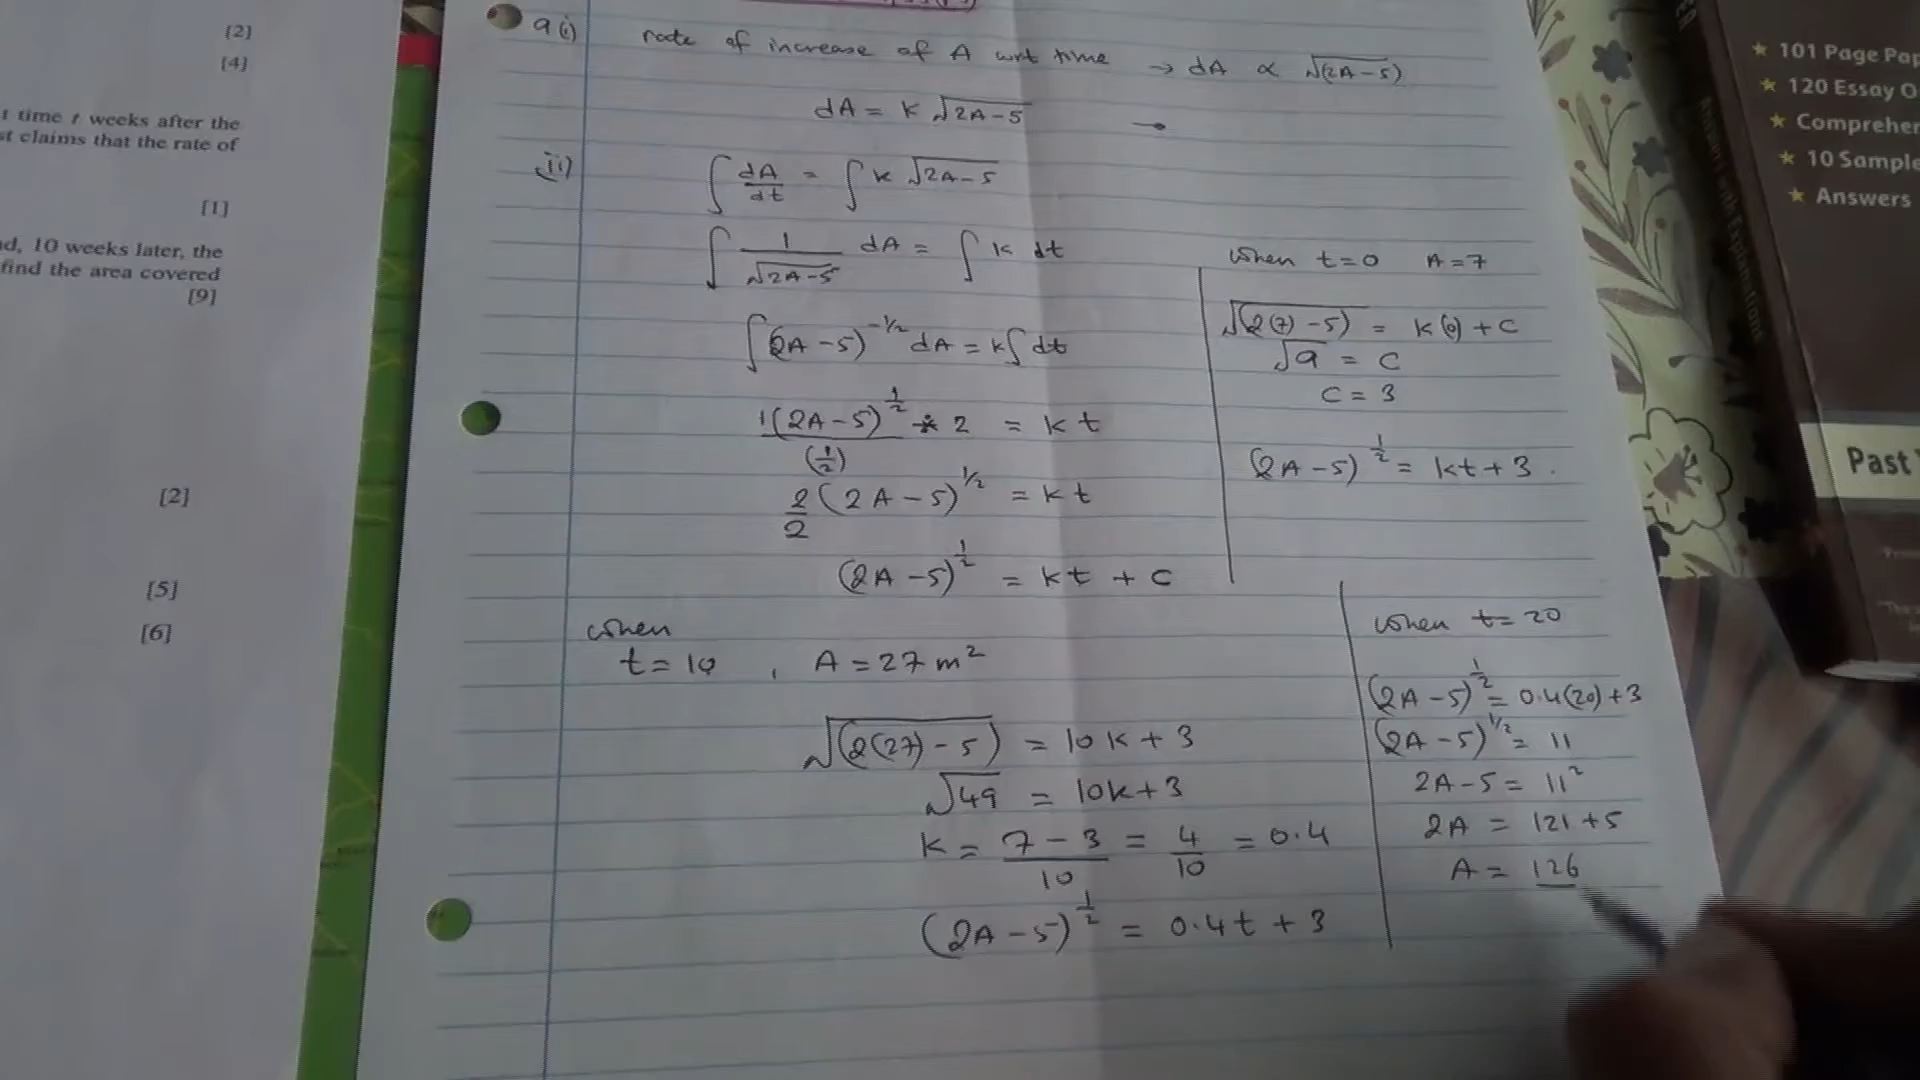 [2]
[4]
t time t weeks after the
st claims that the rate of
[1]
nd, 10 weeks later, the
find the area covered
[9]
[2]
[5]
[6]
9(i) rate of increase of A wrt time → dA ∝ √(2A-5)
dA = K √2A-5
(ii) ∫ dA/dt = ∫ K √2A-5
∫ 1/√2A-5 dA = ∫ K dt
∫ (2A-5)^-1/2 dA = K∫ dt
1(2A-5)^1/2 / (1/2) * 2 = kt
2/2 (2A-5)^1/2 = kt
(2A-5)^1/2 = kt + c
when t=0 A=7
√(2(7)-5) = k(0) + c
√9 = c
c = 3
(2A-5)^1/2 = kt+3.
when
t=10, A=27m²
√(2(27)-5) = 10k+3
√49 = 10k+3
K = 7-3/10 = 4/10 = 0.4
(2A-5)^1/2 = 0.4t + 3
when t=20
(2A-5)^1/2 = 0.4(20)+3
(2A-5)^1/2 = 11
2A-5 = 11²
2A = 121+5
A = 126
★ 101 Page Pap
★ 120 Essay Q
★ Comprehen
★ 10 Sample
★ Answers
Answers with Explanations
Past